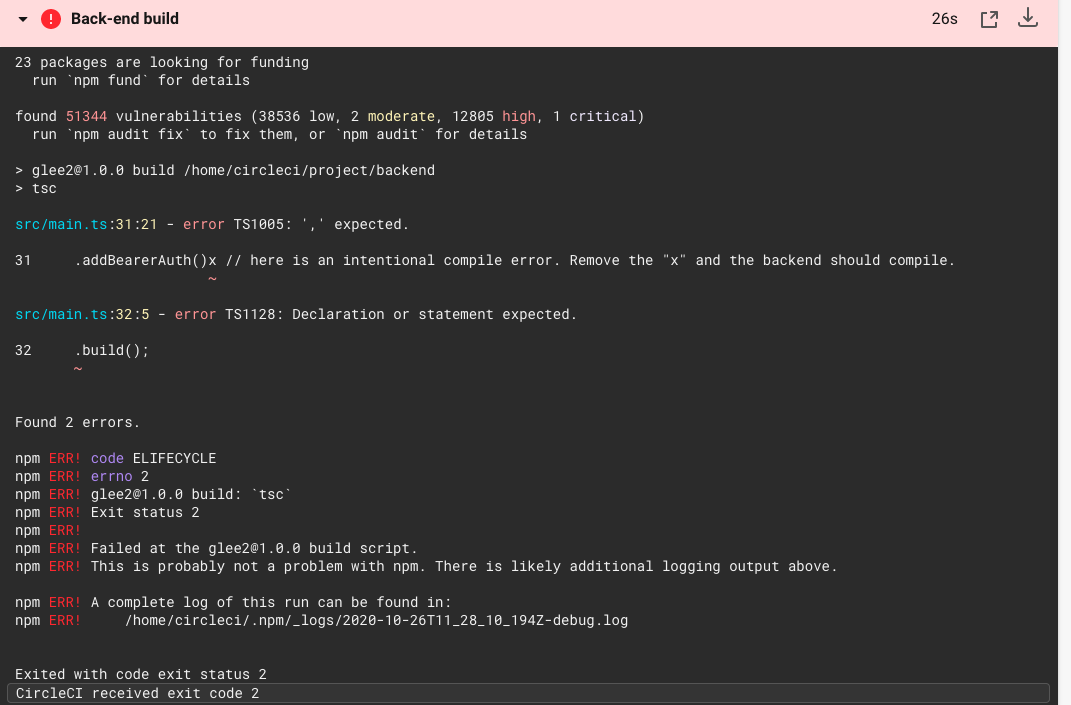 Back-end build 26s
23 packages are looking for funding
run `npm fund` for details
found 51344 vulnerabilities (38536 low, 2 moderate, 12805 high, 1 critical)
run `npm audit fix` to fix them, or `npm audit` for details
> glee2@1.0.0 build /home/circleci/project/backend
> tsc
src/main.ts:31:21 - error TS1005: ',' expected.
31 .addBearerAuth()x // here is an intentional compile error. Remove the "x" and the backend should compile.
~
src/main.ts:32:5 - error TS1128: Declaration or statement expected.
32 .build();
~
Found 2 errors.
npm ERR! code ELIFECYCLE
npm ERR! errno 2
npm ERR! glee2@1.0.0 build: `tsc`
npm ERR! Exit status 2
npm ERR!
npm ERR! Failed at the glee2@1.0.0 build script.
npm ERR! This is probably not a problem with npm. There is likely additional logging output above.
npm ERR! A complete log of this run can be found in:
npm ERR! /home/circleci/.npm/_logs/2020-10-26T11_28_10_194Z-debug.log
Exited with code exit status 2
CircleCI received exit code 2